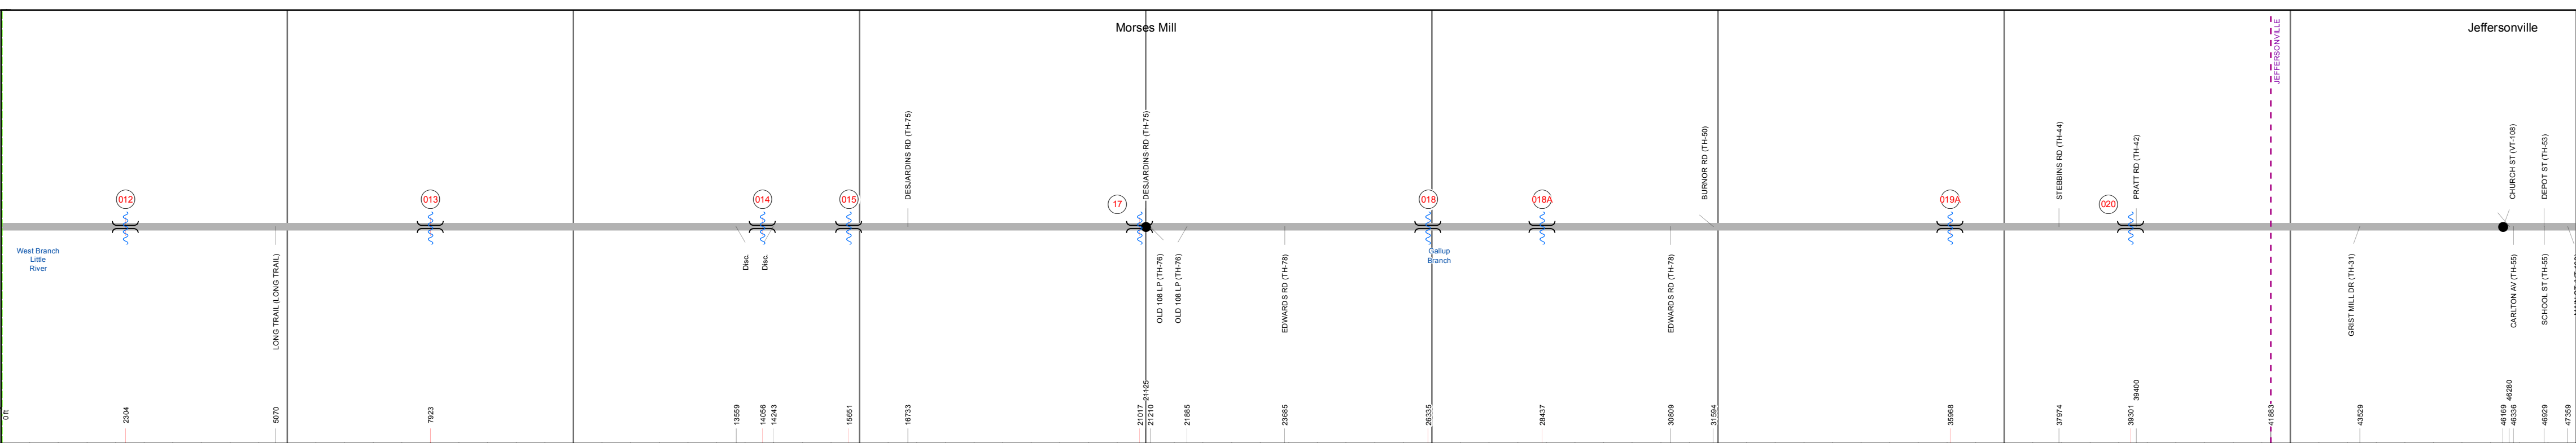 Morses Mill
Jeffersonville
JEFFERSONVILLE
DESJARDINS RD (TH-75)
DESJARDINS RD (TH-75)
BURNOR RD (TH-50)
STEBBINS RD (TH-44)
PRATT RD (TH-42)
CHURCH ST (VT-108)
DEPOT ST (TH-53)
012
013
014
015
17
018
018A
019A
020
West Branch
Little
River
LONG TRAIL (LONG TRAIL)
Disc.
Disc.
OLD 108 LP (TH-76)
OLD 108 LP (TH-76)
EDWARDS RD (TH-78)
Gallup
Branch
EDWARDS RD (TH-78)
GRIST MILL DR (TH-31)
CARLTON AV (TH-55)
SCHOOL ST (TH-55)
0 ft
2304
5070
7923
13559
14056
14243
15651
16733
21017
21125
21210
21885
23685
26335
28437
30809
31594
35968
37974
39301
39400
41883
43529
46169
46280
46336
46929
47359